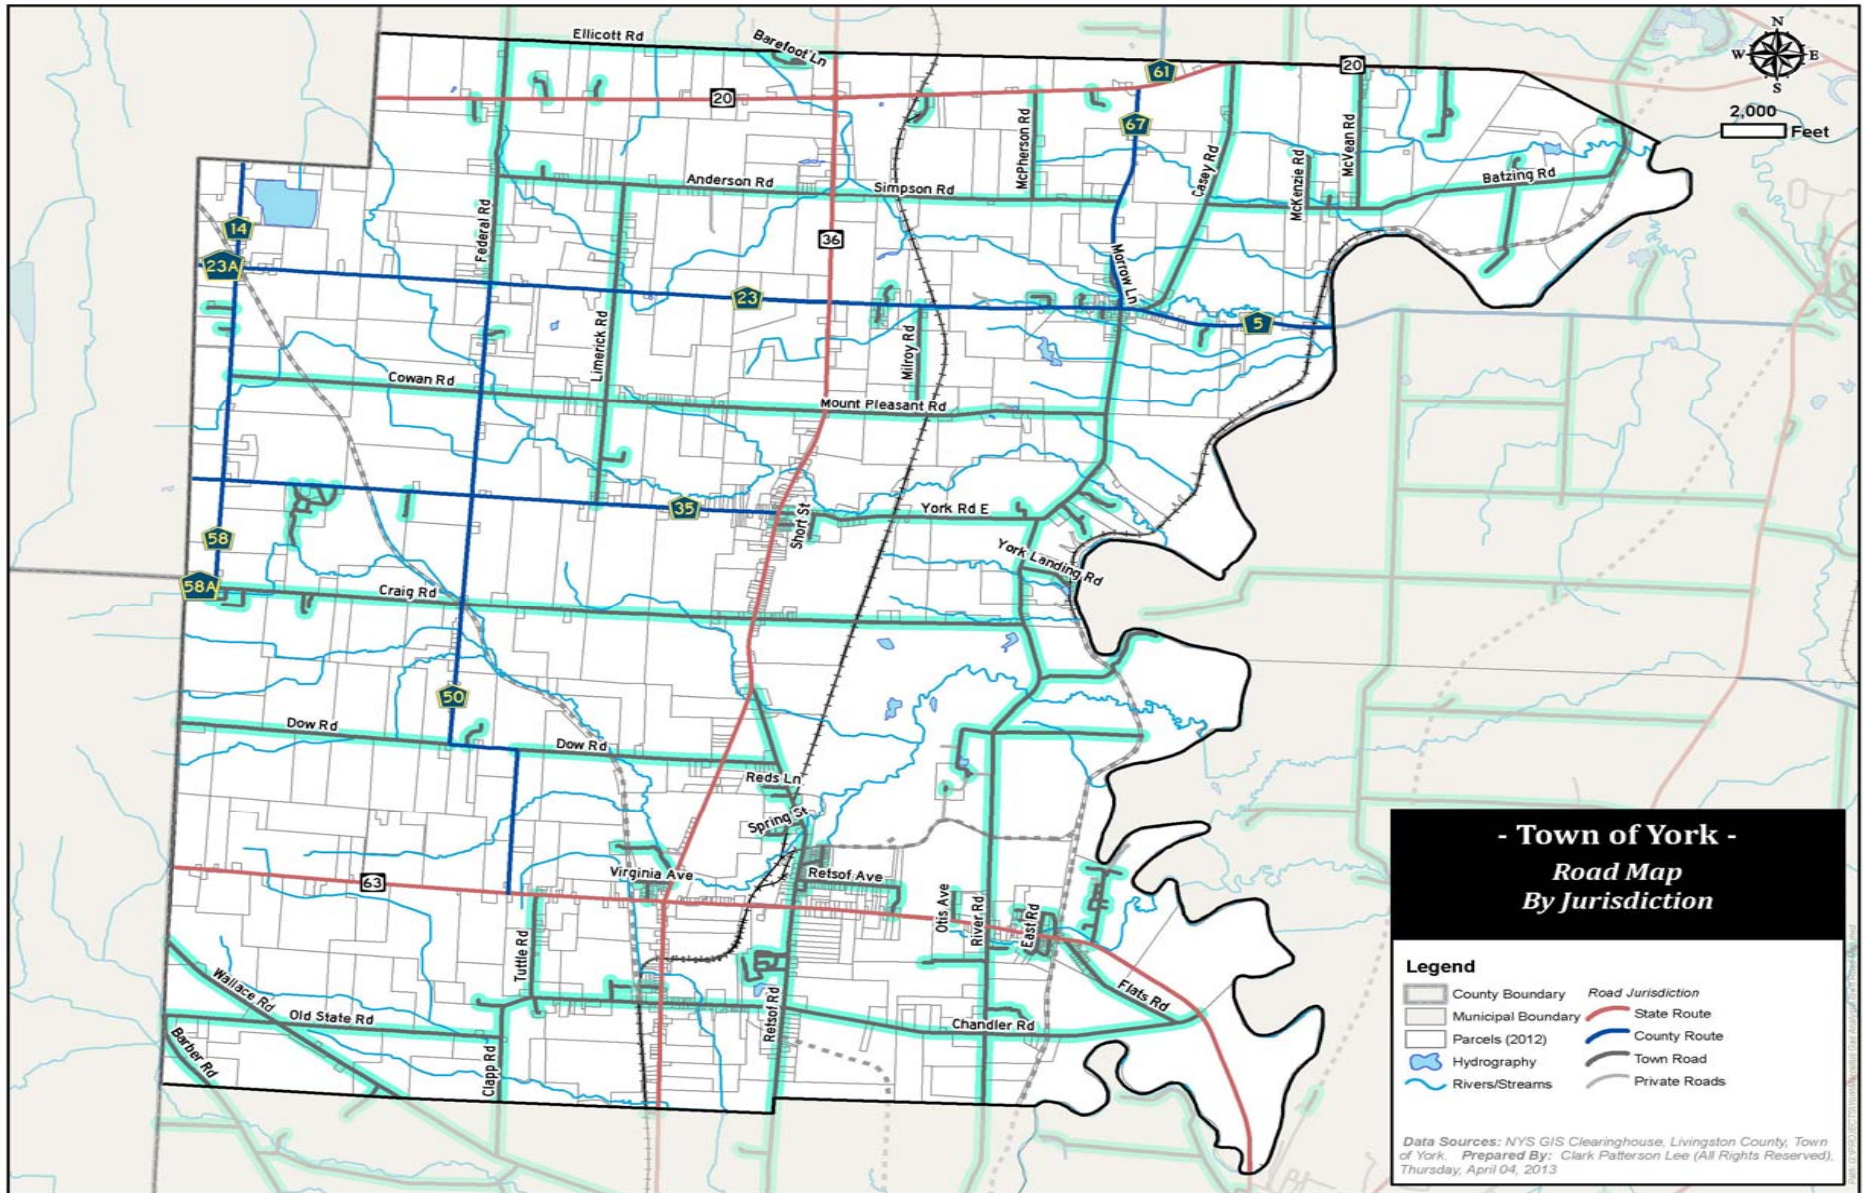 Ellicott Rd
Barefoot Ln
61
20
N
W E
S
20
67
2,000
Feet
McPherson Rd
Casey Rd
McKenzie Rd
McVean Rd
Batzing Rd
Anderson Rd
Simpson Rd
Federal Rd
14
23A
36
Morrow Ln
23
5
Limerick Rd
Milroy Rd
Cowan Rd
Mount Pleasant Rd
35
Short St
York Rd E
58
York Landing Rd
58A
Craig Rd
50
Dow Rd
Dow Rd
Reds Ln
Spring St
63
Virginia Ave
Retsof Ave
Otis Ave
River Rd
East Rd
Tuttle Rd
Flats Rd
Wallace Rd
Old State Rd
Retsof Rd
Chandler Rd
Barber Rd
Clapp Rd
- Town of York -
Road Map
By Jurisdiction
Legend
County Boundary
Municipal Boundary
Parcels (2012)
Hydrography
Rivers/Streams
Road Jurisdiction
State Route
County Route
Town Road
Private Roads
Data Sources: NYS GIS Clearinghouse, Livingston County, Town
of York. Prepared By: Clark Patterson Lee (All Rights Reserved),
Thursday, April 04, 2013